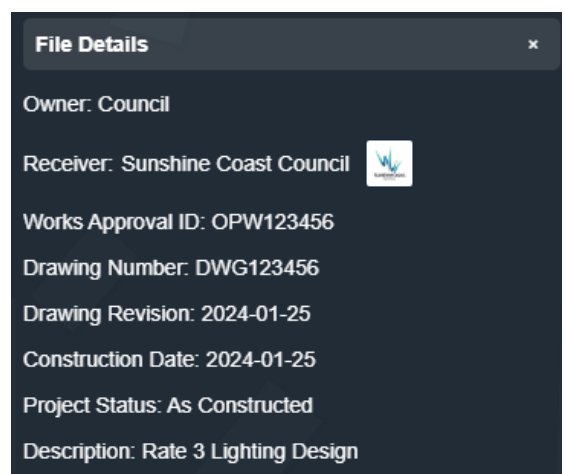 File Details ×
Owner: Council
Receiver: Sunshine Coast Council
Works Approval ID: OPW123456
Drawing Number: DWG123456
Drawing Revision: 2024-01-25
Construction Date: 2024-01-25
Project Status: As Constructed
Description: Rate 3 Lighting Design